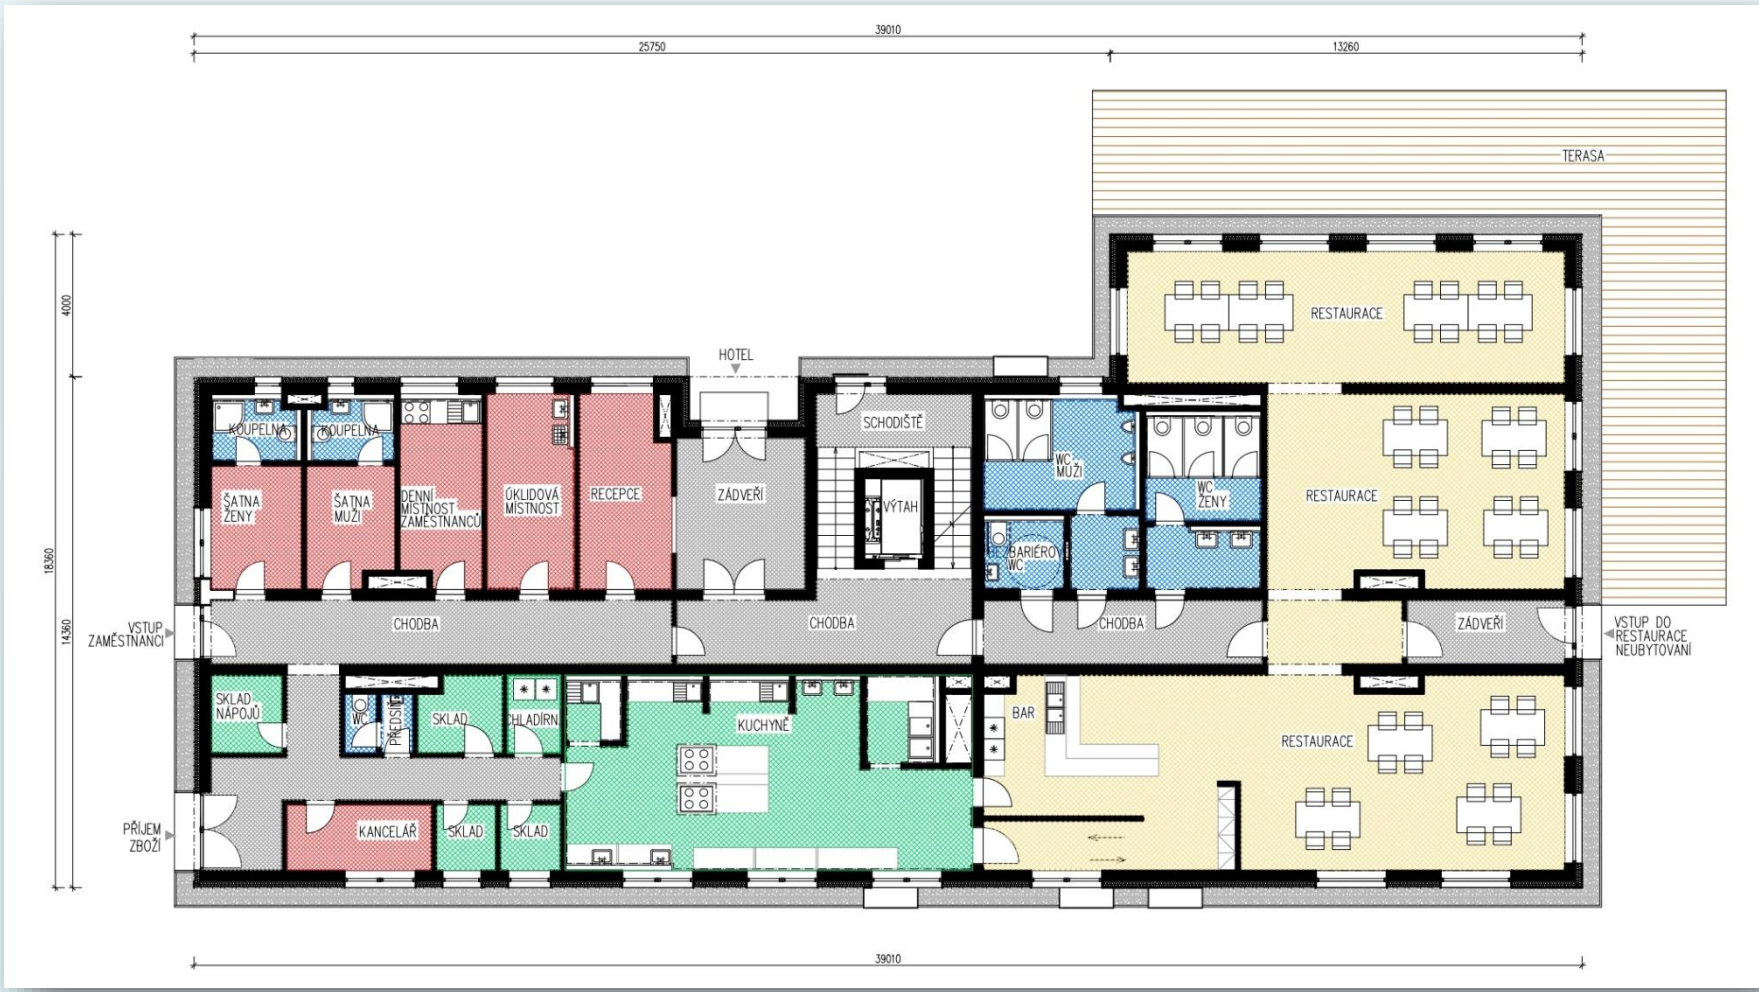 39010
25750
13260
TERASA
4000
RESTAURACE
HOTEL
SCHODIŠTĚ
KOUPELNA
KOUPELNA
WC
MUŽI
ŠATNA
ŽENY
ŠATNA
MUŽI
DENNÍ
MÍSTNOST
ZAMĚSTNANCŮ
ÚKLIDOVÁ
MÍSTNOST
RECEPCE
ZÁDVEŘÍ
VÝTAH
WC
ŽENY
RESTAURACE
18360
14360
BEZBARIÉROV
WC
VSTUP
ZAMĚSTNANCI
CHODBA
CHODBA
CHODBA
ZÁDVEŘÍ
VSTUP DO
RESTAURACE
NEUBYTOVANÍ
SKLAD
NÁPOJŮ
WC
PŘEDSÍŇ
SKLAD
CHLADÍRN
KUCHYNĚ
BAR
RESTAURACE
PŘÍJEM
ZBOŽÍ
KANCELÁŘ
SKLAD
SKLAD
39010